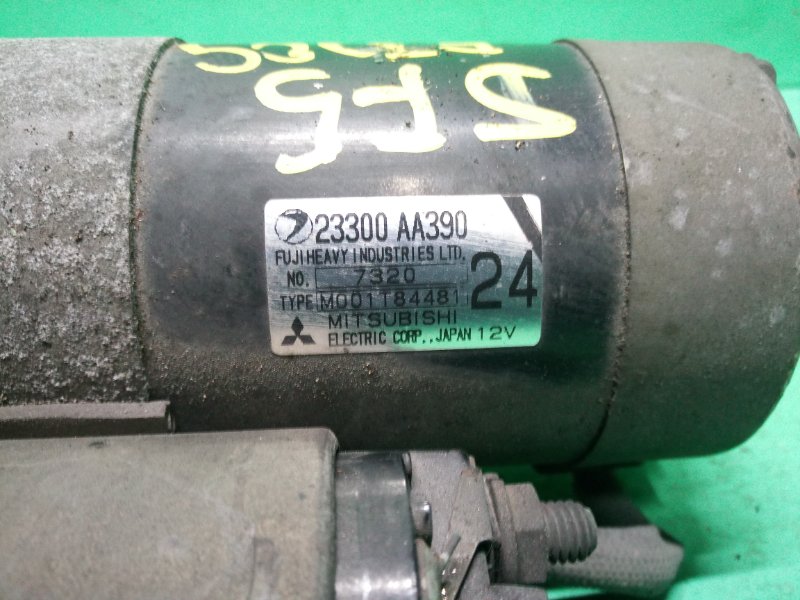 SF5
23300 AA390
FUJI HEAVY INDUSTRIES LTD.
NO. 7320
TYPE M001T84481
24
MITSUBISHI
ELECTRIC CORP., JAPAN 12V